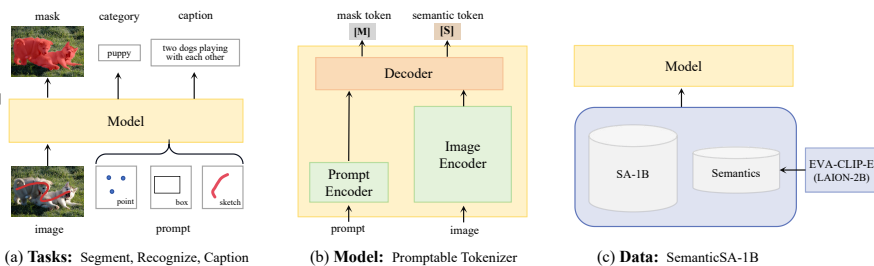 mask
category
caption
puppy
two dogs playing
with each other
Model
point
box
sketch
image
prompt
(a) Tasks: Segment, Recognize, Caption
mask token
semantic token
[M]
[S]
Decoder
Image
Encoder
Prompt
Encoder
prompt
image
(b) Model: Promptable Tokenizer
Model
SA-1B
Semantics
EVA-CLIP-E
(LAION-2B)
(c) Data: SemanticSA-1B